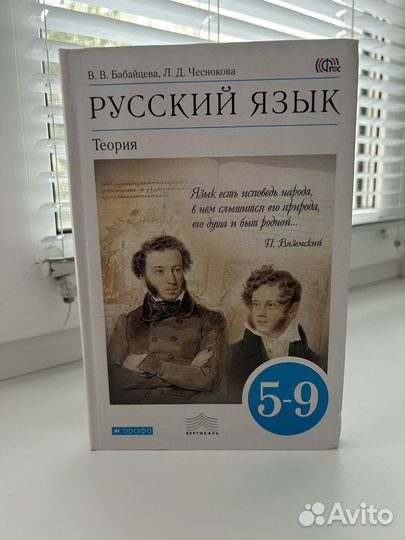 В. В. Бабайцева, Л. Д. Чеснокова
ФГОС
РУССКИЙ ЯЗЫК
Теория
Язык есть исповедь народа,
в нём слышится его природа,
его душа и быт родной...
П. Вяземский
5-9
дрофа
ВЕРТИКАЛЬ
Avito